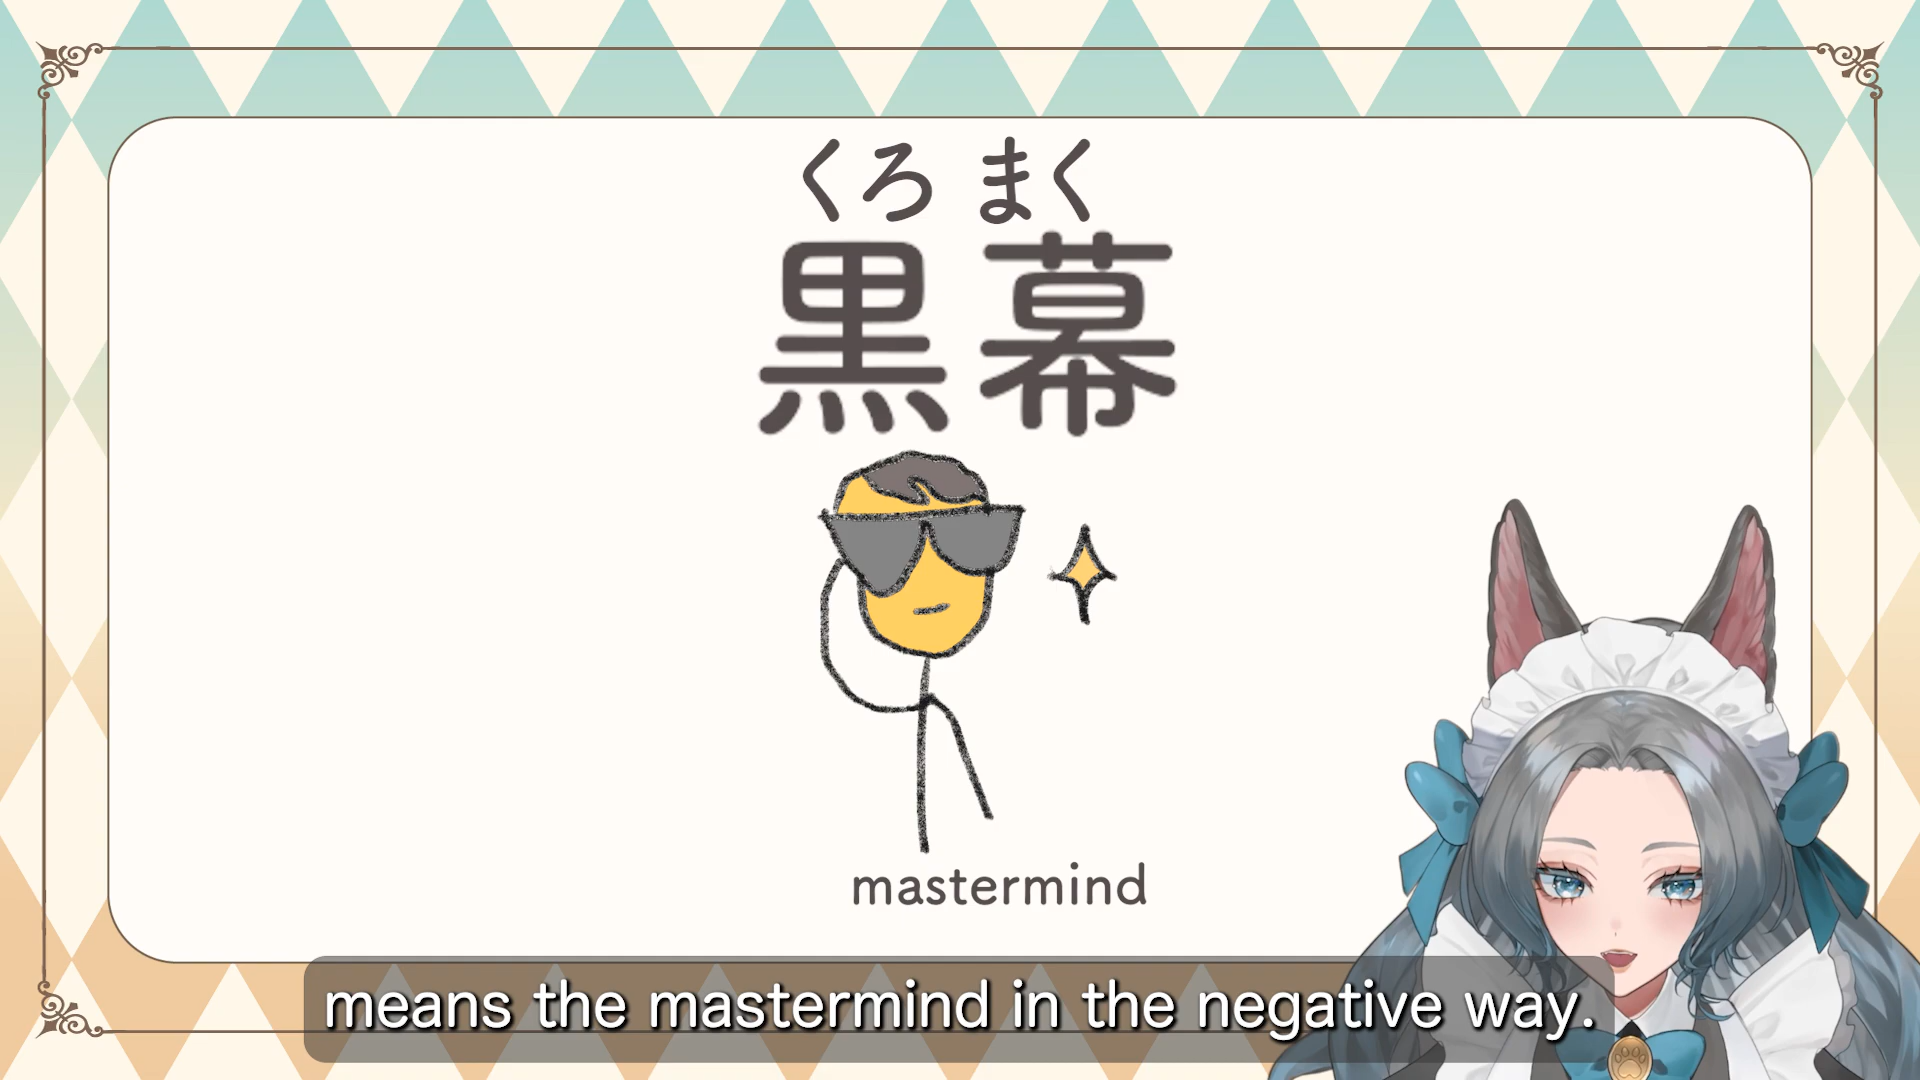 くろ まく
黒幕
mastermind
means the mastermind in the negative way.